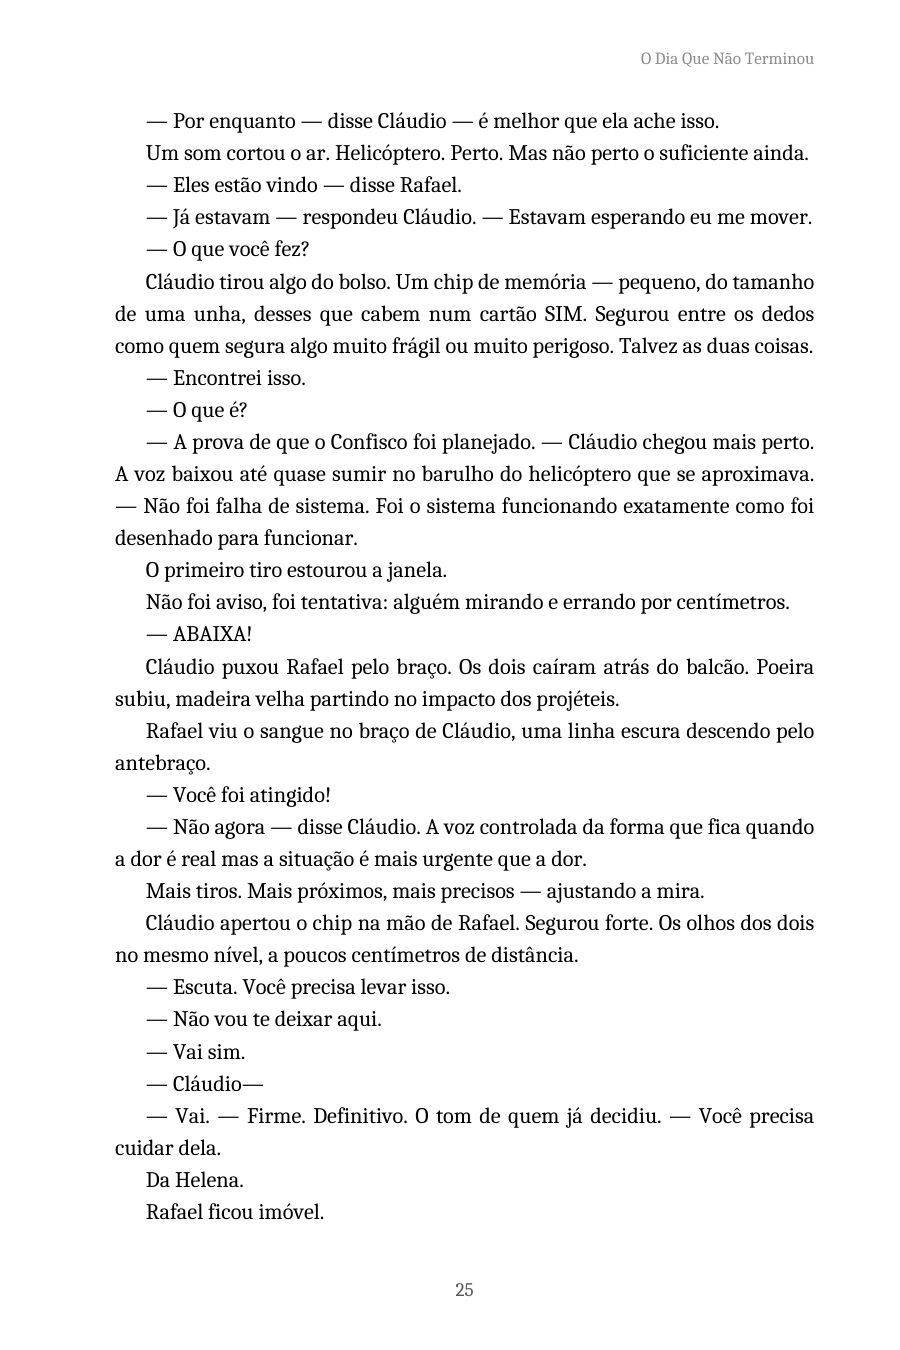 O Dia Que Não Terminou
— Por enquanto — disse Cláudio — é melhor que ela ache isso.
Um som cortou o ar. Helicóptero. Perto. Mas não perto o suficiente ainda.
— Eles estão vindo — disse Rafael.
— Já estavam — respondeu Cláudio. — Estavam esperando eu me mover.
— O que você fez?
Cláudio tirou algo do bolso. Um chip de memória — pequeno, do tamanho
de uma unha, desses que cabem num cartão SIM. Segurou entre os dedos
como quem segura algo muito frágil ou muito perigoso. Talvez as duas coisas.
— Encontrei isso.
— O que é?
— A prova de que o Confisco foi planejado. — Cláudio chegou mais perto.
A voz baixou até quase sumir no barulho do helicóptero que se aproximava.
— Não foi falha de sistema. Foi o sistema funcionando exatamente como foi
desenhado para funcionar.
O primeiro tiro estourou a janela.
Não foi aviso, foi tentativa: alguém mirando e errando por centímetros.
— ABAIXA!
Cláudio puxou Rafael pelo braço. Os dois caíram atrás do balcão. Poeira
subiu, madeira velha partindo no impacto dos projéteis.
Rafael viu o sangue no braço de Cláudio, uma linha escura descendo pelo
antebraço.
— Você foi atingido!
— Não agora — disse Cláudio. A voz controlada da forma que fica quando
a dor é real mas a situação é mais urgente que a dor.
Mais tiros. Mais próximos, mais precisos — ajustando a mira.
Cláudio apertou o chip na mão de Rafael. Segurou forte. Os olhos dos dois
no mesmo nível, a poucos centímetros de distância.
— Escuta. Você precisa levar isso.
— Não vou te deixar aqui.
— Vai sim.
— Cláudio—
— Vai. — Firme. Definitivo. O tom de quem já decidiu. — Você precisa
cuidar dela.
Da Helena.
Rafael ficou imóvel.
25